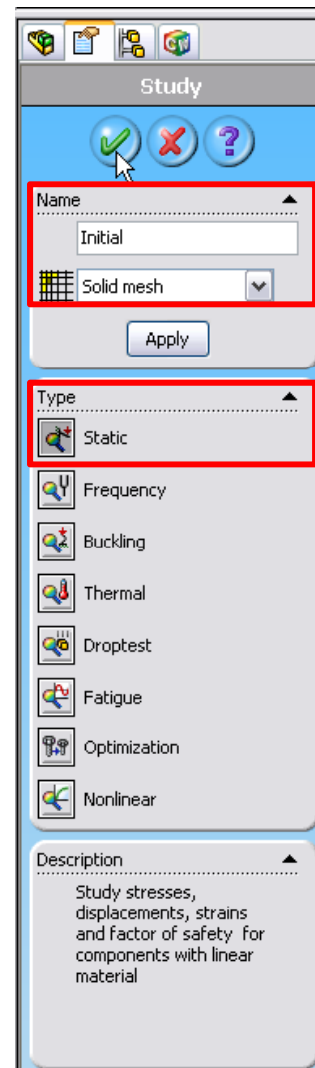 Study
Name
Initial
Solid mesh
Apply
Type
Static
Frequency
Buckling
Thermal
Droptest
Fatigue
Optimization
Nonlinear
Description
Study stresses,
displacements, strains
and factor of safety for
components with linear
material